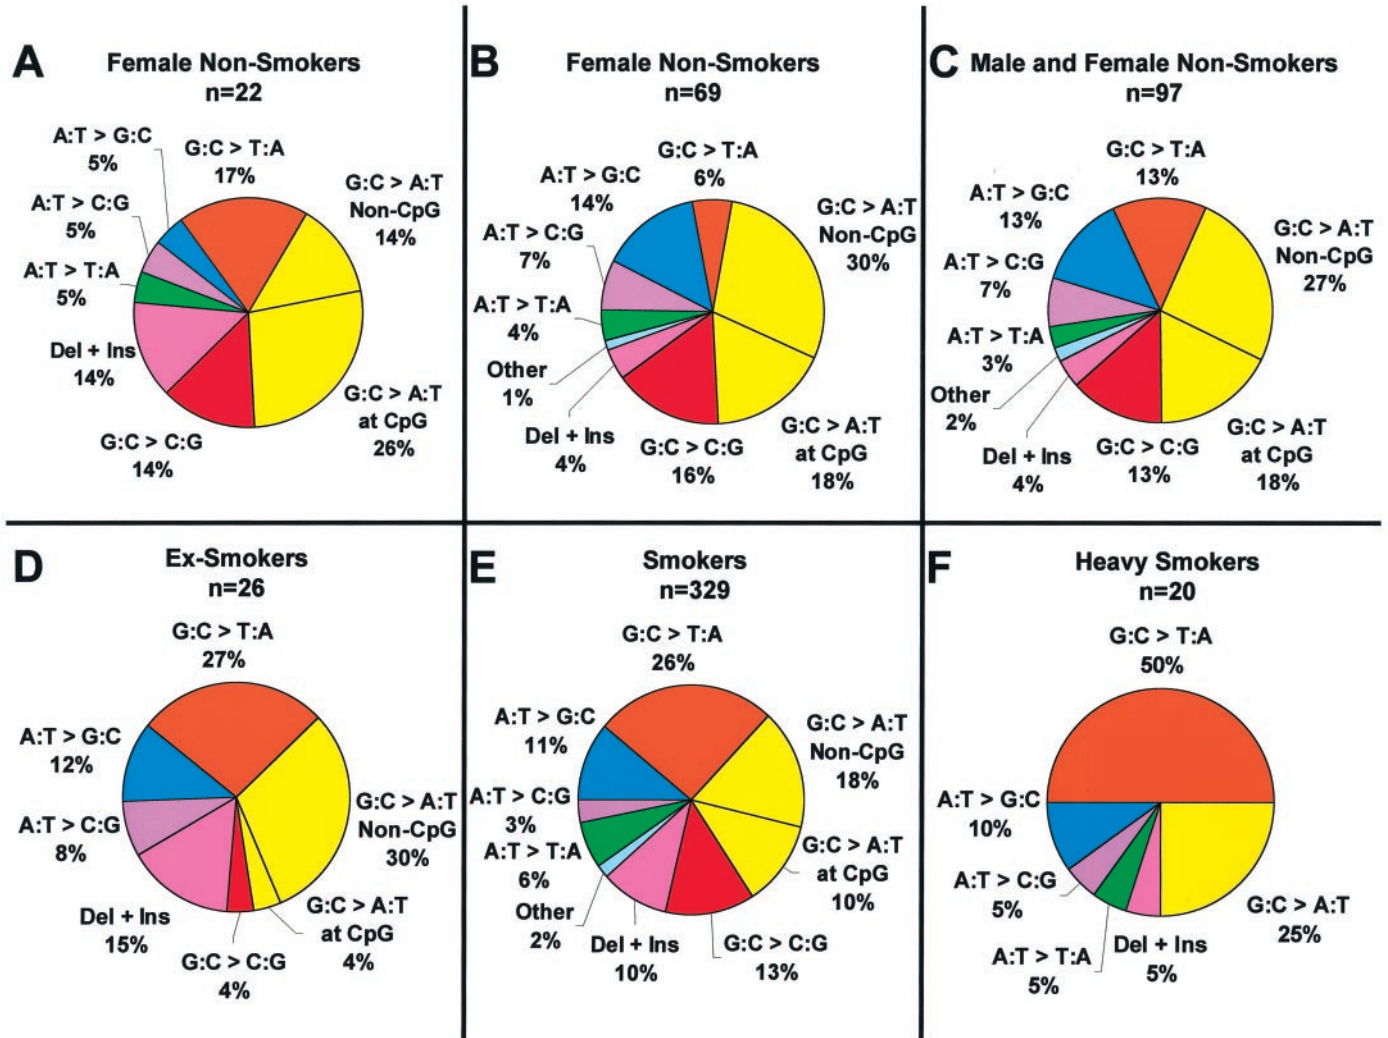 A
Female Non-Smokers
n=22
A:T > G:C
5%
G:C > T:A
17%
G:C > A:T
Non-CpG
14%
A:T > C:G
5%
A:T > T:A
5%
Del + Ins
14%
G:C > A:T
at CpG
26%
G:C > C:G
14%
B
Female Non-Smokers
n=69
G:C > T:A
6%
A:T > G:C
14%
G:C > A:T
Non-CpG
30%
A:T > C:G
7%
A:T > T:A
4%
Other
1%
Del + Ins
4%
G:C > C:G
16%
G:C > A:T
at CpG
18%
C
Male and Female Non-Smokers
n=97
G:C > T:A
13%
A:T > G:C
13%
G:C > A:T
Non-CpG
27%
A:T > C:G
7%
A:T > T:A
3%
Other
2%
Del + Ins
4%
G:C > C:G
13%
G:C > A:T
at CpG
18%
D
Ex-Smokers
n=26
G:C > T:A
27%
A:T > G:C
12%
G:C > A:T
Non-CpG
30%
A:T > C:G
8%
Del + Ins
15%
G:C > A:T
at CpG
4%
G:C > C:G
4%
E
Smokers
n=329
G:C > T:A
26%
A:T > G:C
11%
G:C > A:T
Non-CpG
18%
A:T > C:G
3%
A:T > T:A
6%
G:C > A:T
at CpG
10%
Other
2%
Del + Ins
10%
G:C > C:G
13%
F
Heavy Smokers
n=20
G:C > T:A
50%
A:T > G:C
10%
A:T > C:G
5%
A:T > T:A
5%
Del + Ins
5%
G:C > A:T
25%